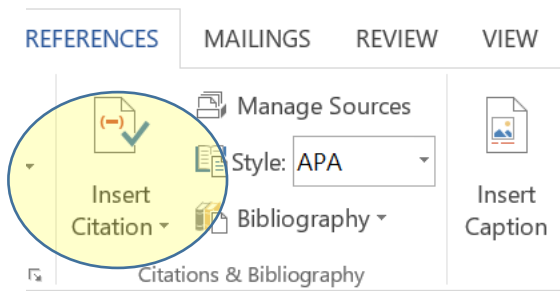 REFERENCES MAILINGS REVIEW VIEW
Insert Citation
Manage Sources
Style: APA
Bibliography
Insert Caption
Citations & Bibliography